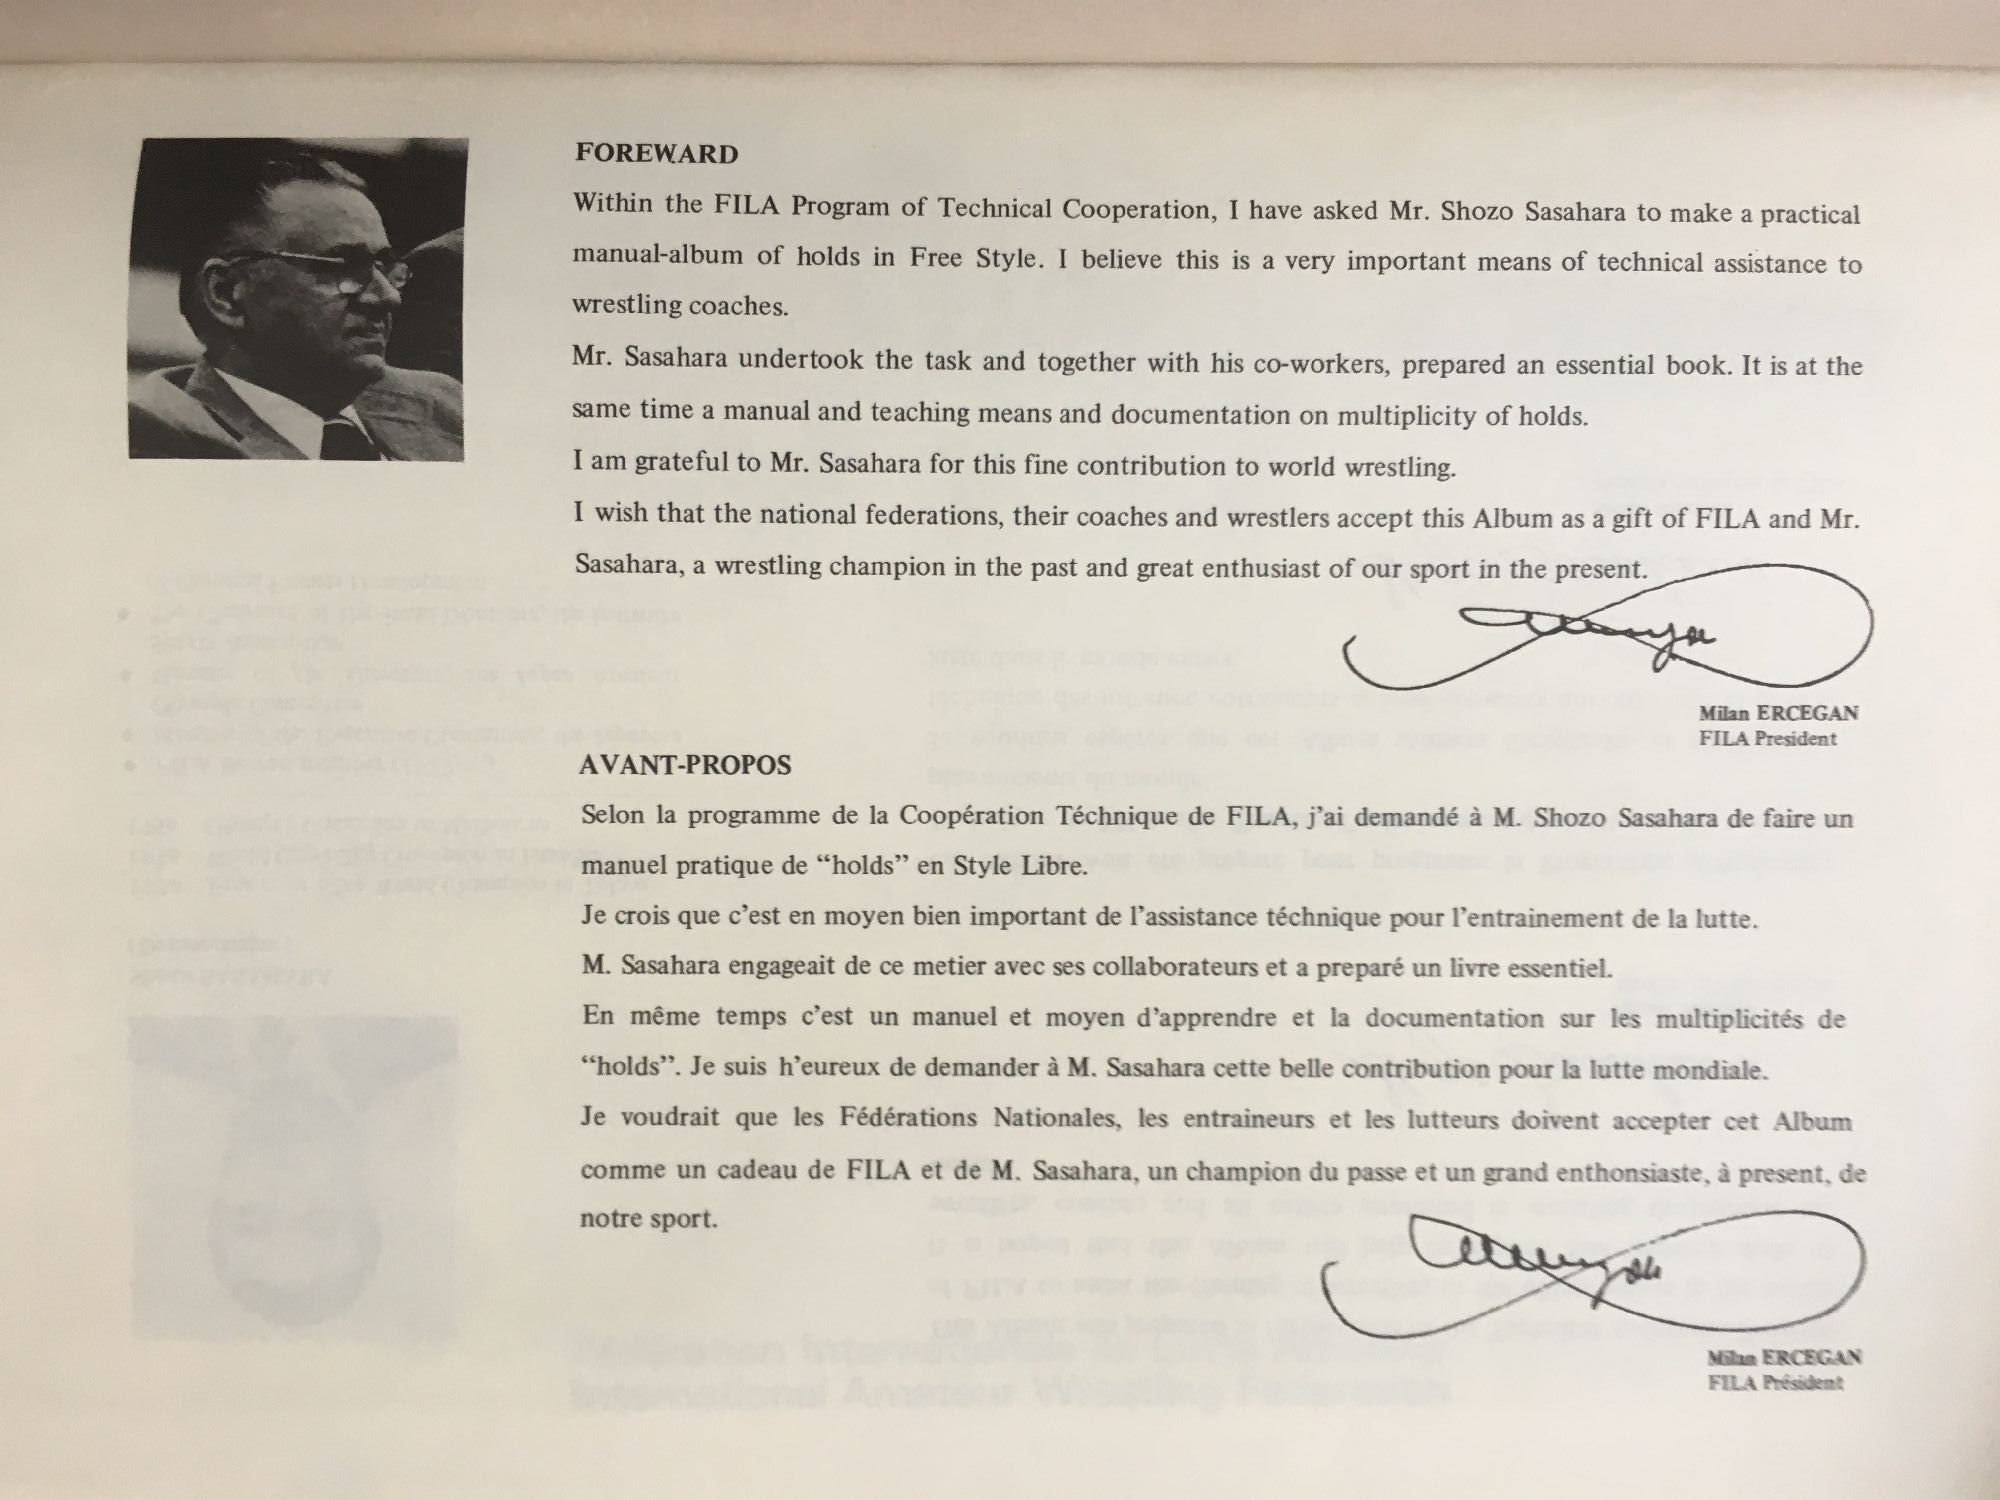 FOREWARD
Within the FILA Program of Technical Cooperation, I have asked Mr. Shozo Sasahara to make a practical
manual-album of holds in Free Style. I believe this is a very important means of technical assistance to
wrestling coaches.
Mr. Sasahara undertook the task and together with his co-workers, prepared an essential book. It is at the
same time a manual and teaching means and documentation on multiplicity of holds.
I am grateful to Mr. Sasahara for this fine contribution to world wrestling.
I wish that the national federations, their coaches and wrestlers accept this Album as a gift of FILA and Mr.
Sasahara, a wrestling champion in the past and great enthusiast of our sport in the present.
Milan ERCEGAN
FILA President
AVANT-PROPOS
Selon la programme de la Coopération Téchnique de FILA, j'ai demandé à M. Shozo Sasahara de faire un
manuel pratique de “holds” en Style Libre.
Je crois que c'est en moyen bien important de l'assistance téchnique pour l'entrainement de la lutte.
M. Sasahara engageait de ce metier avec ses collaborateurs et a preparé un livre essentiel.
En même temps c'est un manuel et moyen d'apprendre et la documentation sur les multiplicités de
“holds”. Je suis h'eureux de demander à M. Sasahara cette belle contribution pour la lutte mondiale.
Je voudrait que les Fédérations Nationales, les entraineurs et les lutteurs doivent accepter cet Album
comme un cadeau de FILA et de M. Sasahara, un champion du passe et un grand enthonsiaste, à present, de
notre sport.
Milan ERCEGAN
FILA Président